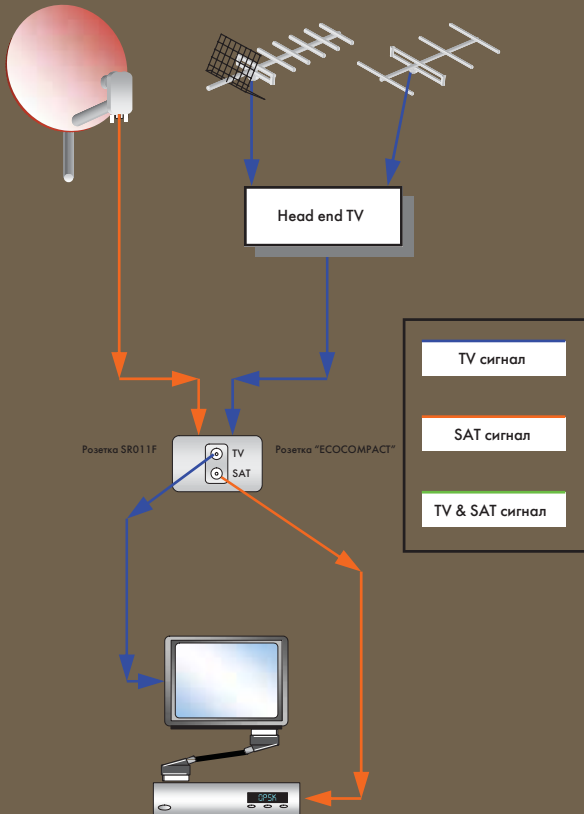 Head end TV
TV сигнал
SAT сигнал
TV & SAT сигнал
Розетка SR011F
TV
SAT
Розетка "ECOCOMPACT"
QPSK